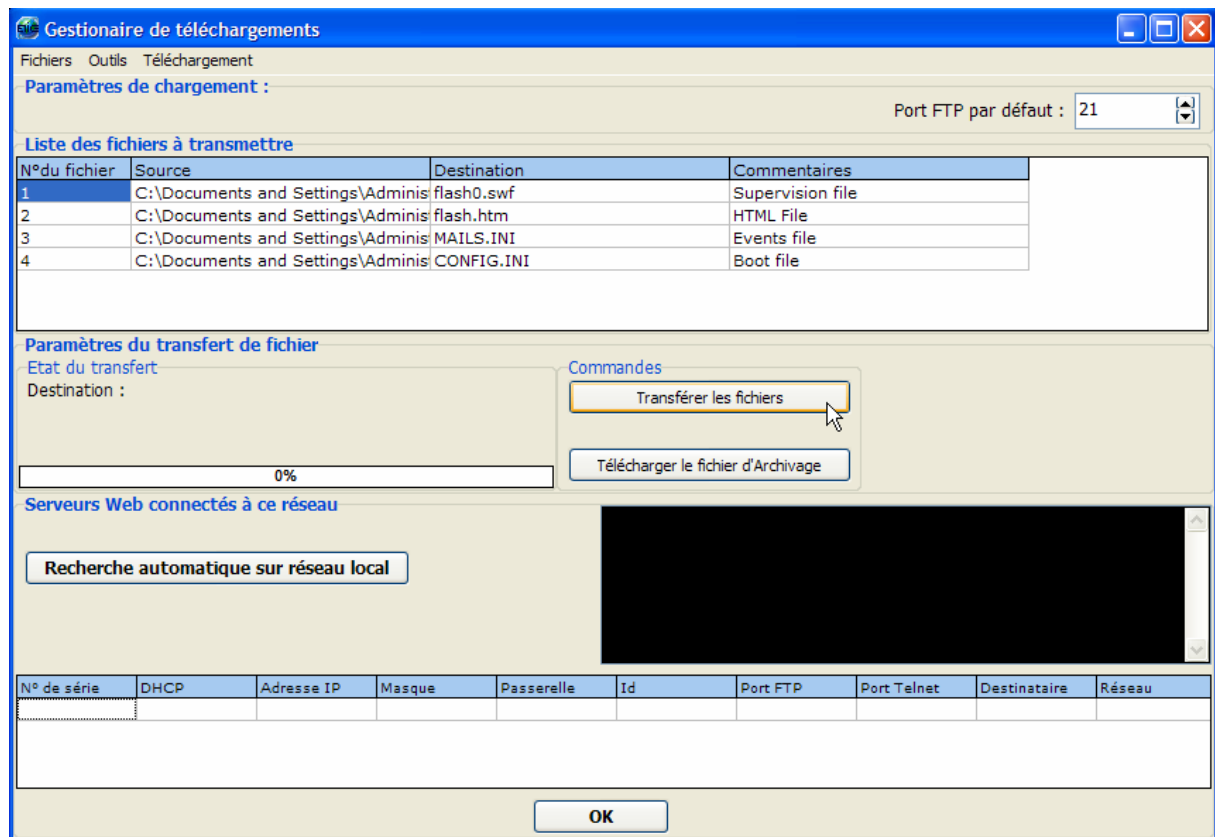 Gestionaire de téléchargements
Fichiers Outils Téléchargement
Paramètres de chargement :
Port FTP par défaut : 21
Liste des fichiers à transmettre
N°du fichier Source Destination Commentaires
1 C:\Documents and Settings\Adminis flash0.swf Supervision file
2 C:\Documents and Settings\Adminis flash.htm HTML File
3 C:\Documents and Settings\Adminis MAILS.INI Events file
4 C:\Documents and Settings\Adminis CONFIG.INI Boot file
Paramètres du transfert de fichier
Etat du transfert Commandes
Destination :
Transférer les fichiers
Télécharger le fichier d'Archivage
0%
Serveurs Web connectés à ce réseau
Recherche automatique sur réseau local
N° de série DHCP Adresse IP Masque Passerelle Id Port FTP Port Telnet Destinataire Réseau
OK